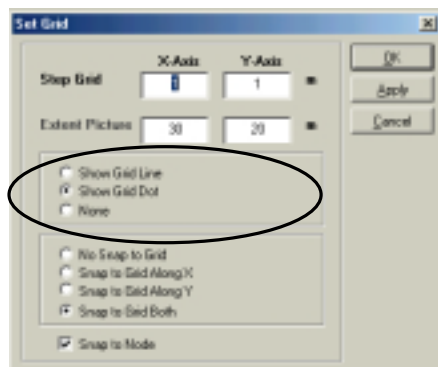 Set Grid
X-Axis Y-Axis
Step Grid 1 1 m
Extent Picture 30 20 m
Show Grid Line
Show Grid Dot
None
No Snap to Grid
Snap to Grid Along X
Snap to Grid Along Y
Snap to Grid Both
Snap to Node
OK
Apply
Cancel